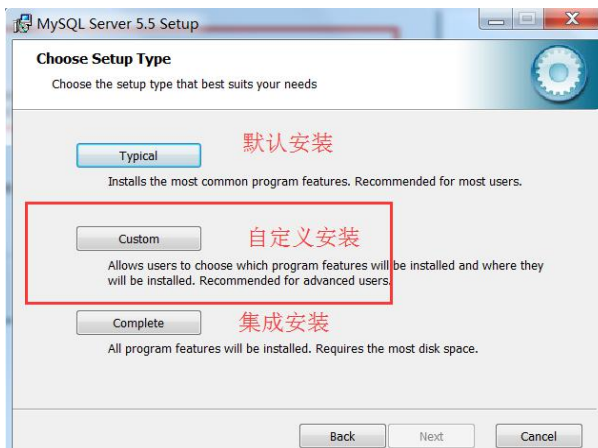 MySQL Server 5.5 Setup
Choose Setup Type
Choose the setup type that best suits your needs
Typical
默认安装
Installs the most common program features. Recommended for most users.
Custom
自定义安装
Allows users to choose which program features will be installed and where they
will be installed. Recommended for advanced users.
Complete
集成安装
All program features will be installed. Requires the most disk space.
Back
Next
Cancel